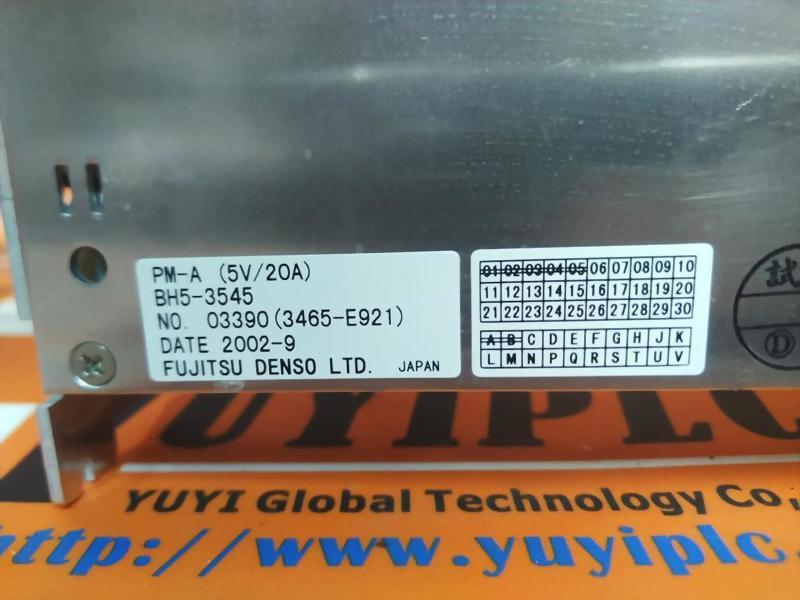 PM-A (5V/20A)
BH5-3545
NO. 03390(3465-E921)
DATE 2002-9
FUJITSU DENSO LTD. JAPAN
01 02 03 04 05 06 07 08 09 10
11 12 13 14 15 16 17 18 19 20
21 22 23 24 25 26 27 28 29 30
A B C D E F G H J K
L M N P Q R S T U V
試
D
YUYIPLC
YUYI Global Technology Co.,
http://www.yuyiplc.